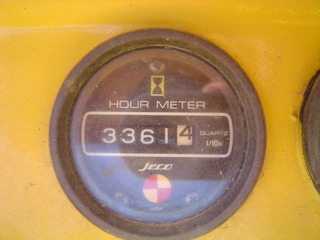 HOUR METER
33614 QUARTZ
1/10h
Jeco